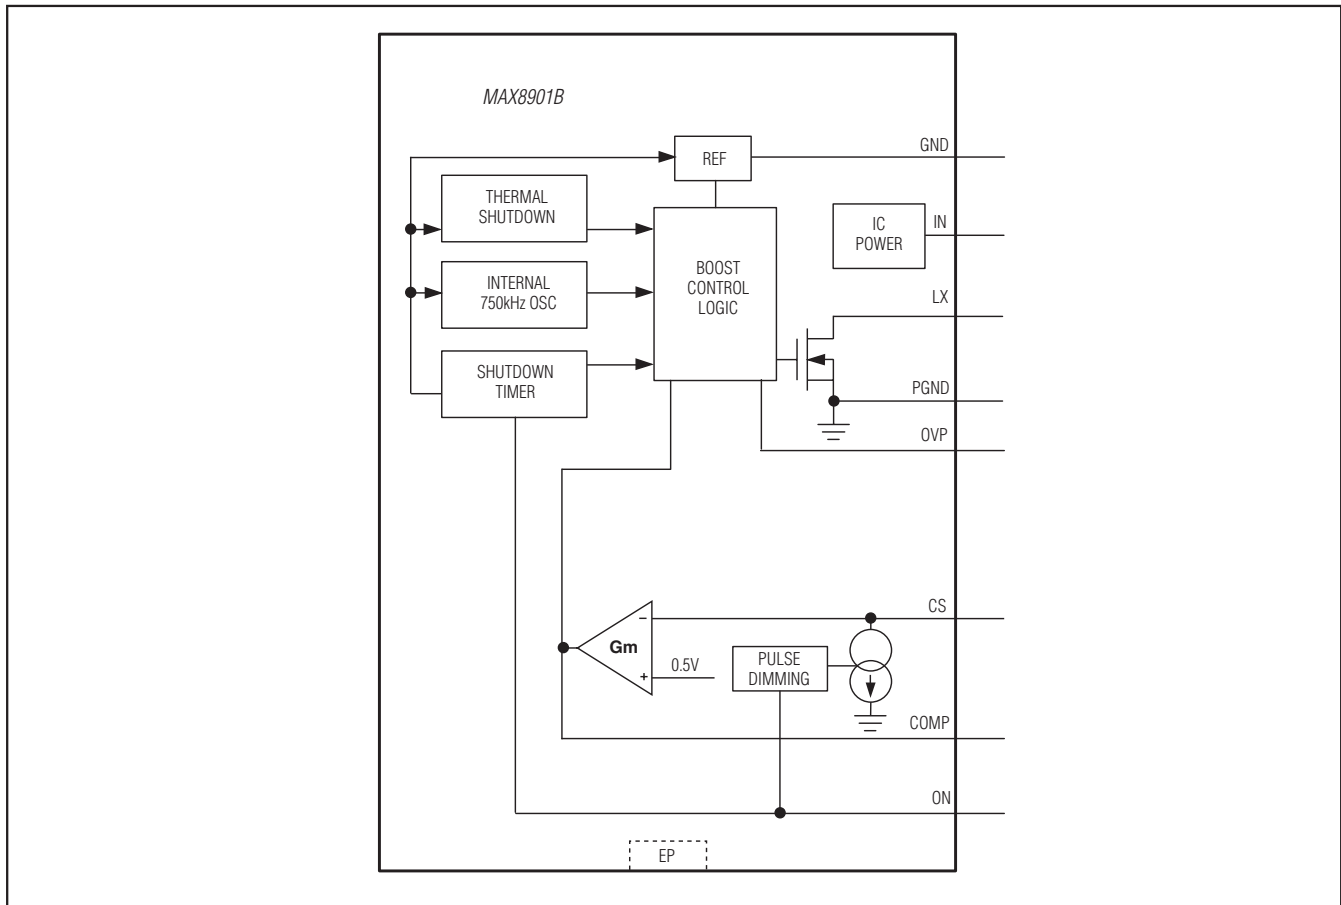 MAX8901B
REF
GND
THERMAL
SHUTDOWN
IC
POWER
IN
INTERNAL
750kHz OSC
BOOST
CONTROL
LOGIC
LX
SHUTDOWN
TIMER
PGND
OVP
CS
−
Gm
+
0.5V
PULSE
DIMMING
COMP
ON
EP